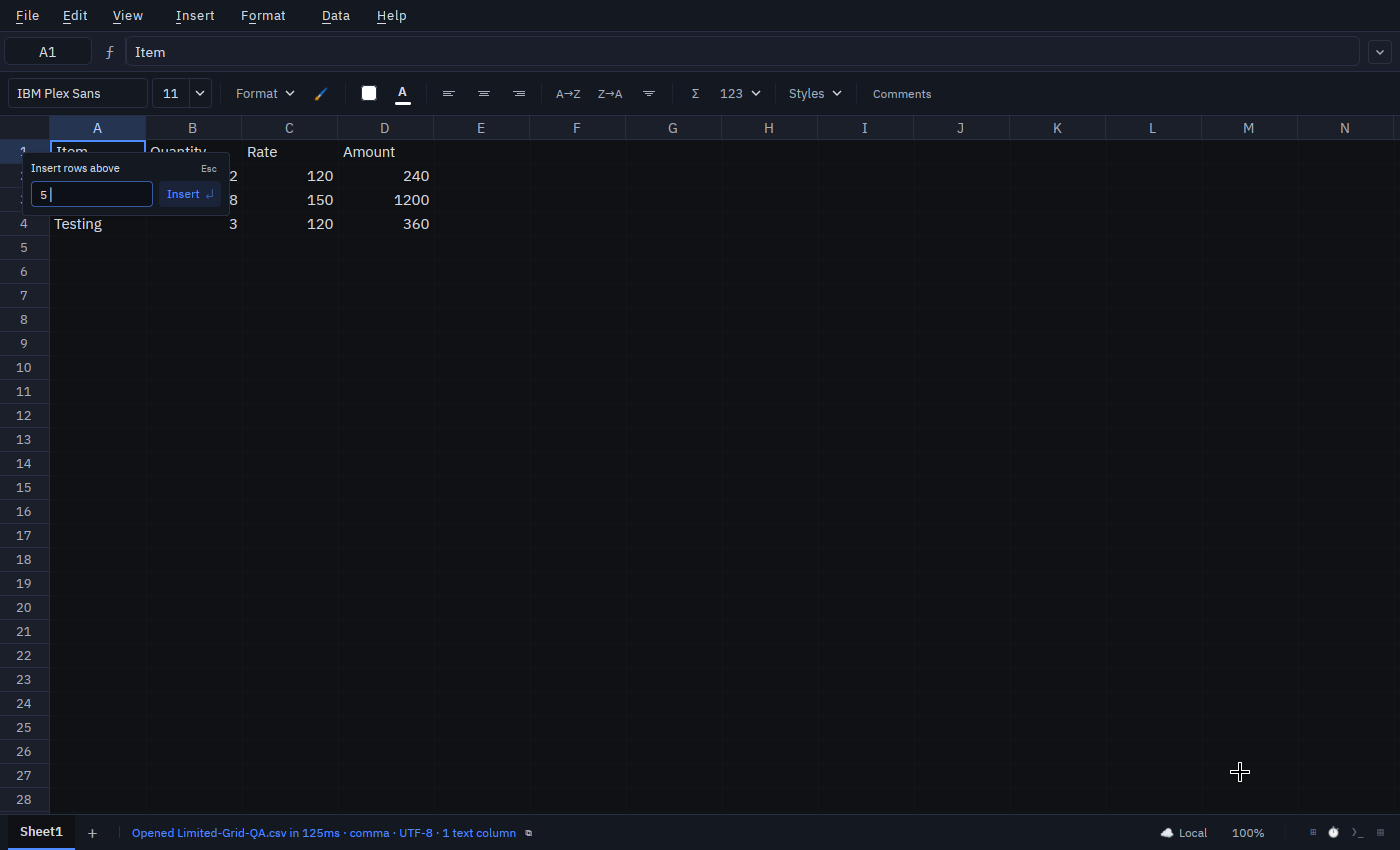 File Edit View Insert Format Data Help
A1 ƒ Item
IBM Plex Sans 11 Format A A→Z Z→A Σ 123 Styles Comments
A B C D E F G H I J K L M N
1 Item Quantity Rate Amount
Insert rows above Esc
2 120 240
5 Insert
8 150 1200
4 Testing 3 120 360
5
6
7
8
9
10
11
12
13
14
15
16
17
18
19
20
21
22
23
24
25
26
27
28
Sheet1 + Opened Limited-Grid-QA.csv in 125ms · comma · UTF-8 · 1 text column Local 100%